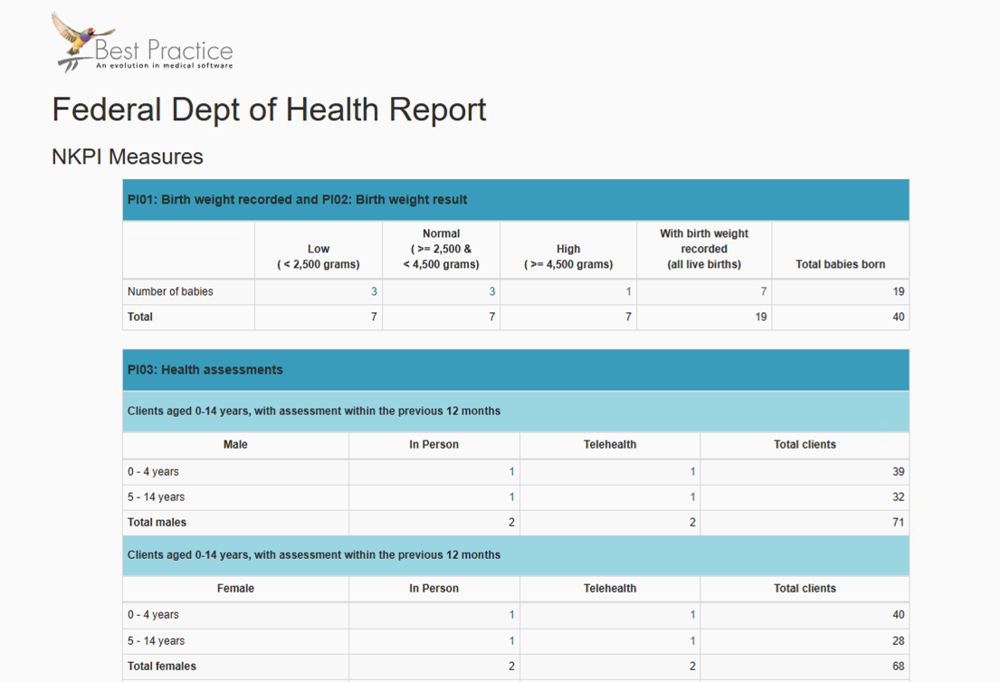 Best Practice
An evolution in medical software
Federal Dept of Health Report
NKPI Measures
PI01: Birth weight recorded and PI02: Birth weight result
Low
( < 2,500 grams)
Normal
( >= 2,500 &
< 4,500 grams)
High
( >= 4,500 grams)
With birth weight
recorded
(all live births)
Total babies born
Number of babies 3 3 1 7 19
Total 7 7 7 19 40
PI03: Health assessments
Clients aged 0-14 years, with assessment within the previous 12 months
Male In Person Telehealth Total clients
0 - 4 years 1 1 39
5 - 14 years 1 1 32
Total males 2 2 71
Clients aged 0-14 years, with assessment within the previous 12 months
Female In Person Telehealth Total clients
0 - 4 years 1 1 40
5 - 14 years 1 1 28
Total females 2 2 68